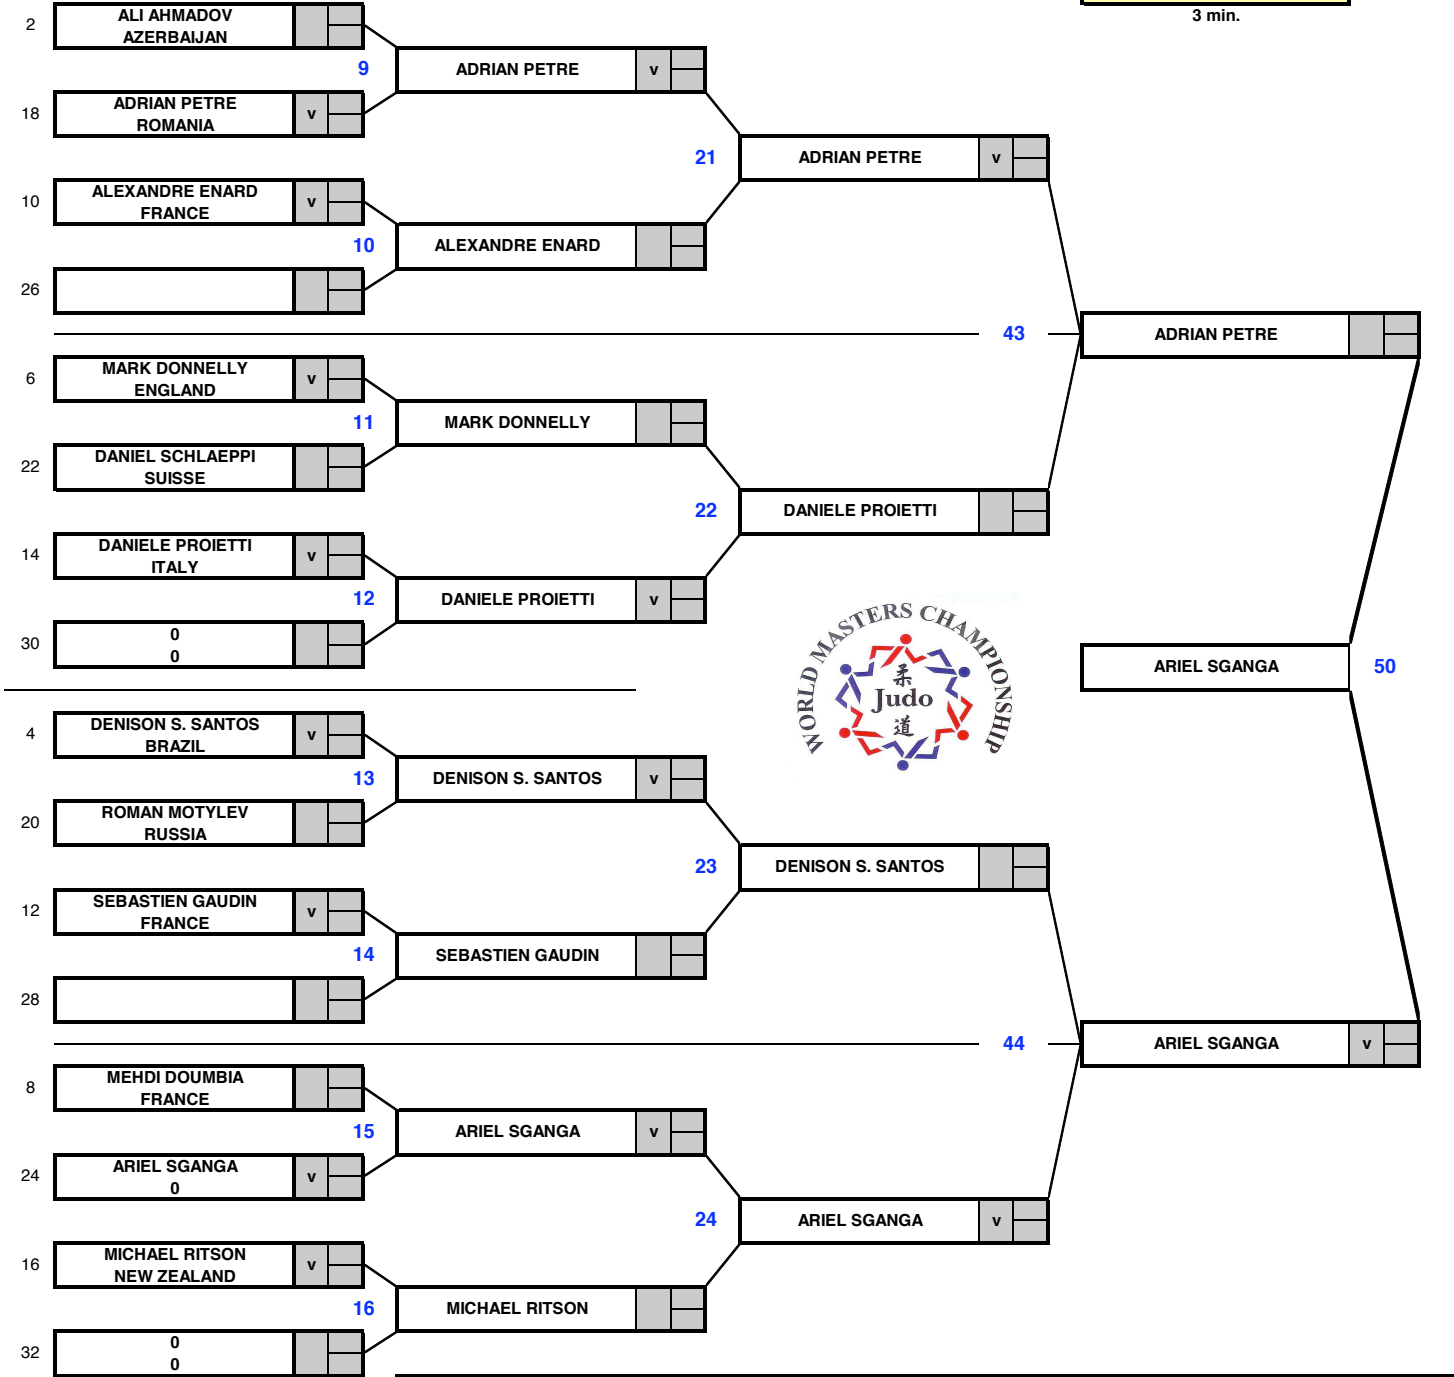 3 min.
2
ALI AHMADOV
AZERBAIJAN
9
ADRIAN PETRE
v
18
ADRIAN PETRE
ROMANIA
v
21
ADRIAN PETRE
v
10
ALEXANDRE ENARD
FRANCE
v
10
ALEXANDRE ENARD
26
43
ADRIAN PETRE
6
MARK DONNELLY
ENGLAND
v
11
MARK DONNELLY
22
DANIEL SCHLAEPPI
SUISSE
22
DANIELE PROIETTI
14
DANIELE PROIETTI
ITALY
v
12
DANIELE PROIETTI
v
30
0
0
WORLD MASTERS CHAMPIONSHIP
柔
Judo
道
ARIEL SGANGA
50
4
DENISON S. SANTOS
BRAZIL
v
13
DENISON S. SANTOS
v
20
ROMAN MOTYLEV
RUSSIA
23
DENISON S. SANTOS
12
SEBASTIEN GAUDIN
FRANCE
v
14
SEBASTIEN GAUDIN
28
44
ARIEL SGANGA
v
8
MEHDI DOUMBIA
FRANCE
15
ARIEL SGANGA
v
24
ARIEL SGANGA
0
v
24
ARIEL SGANGA
v
16
MICHAEL RITSON
NEW ZEALAND
v
16
MICHAEL RITSON
32
0
0